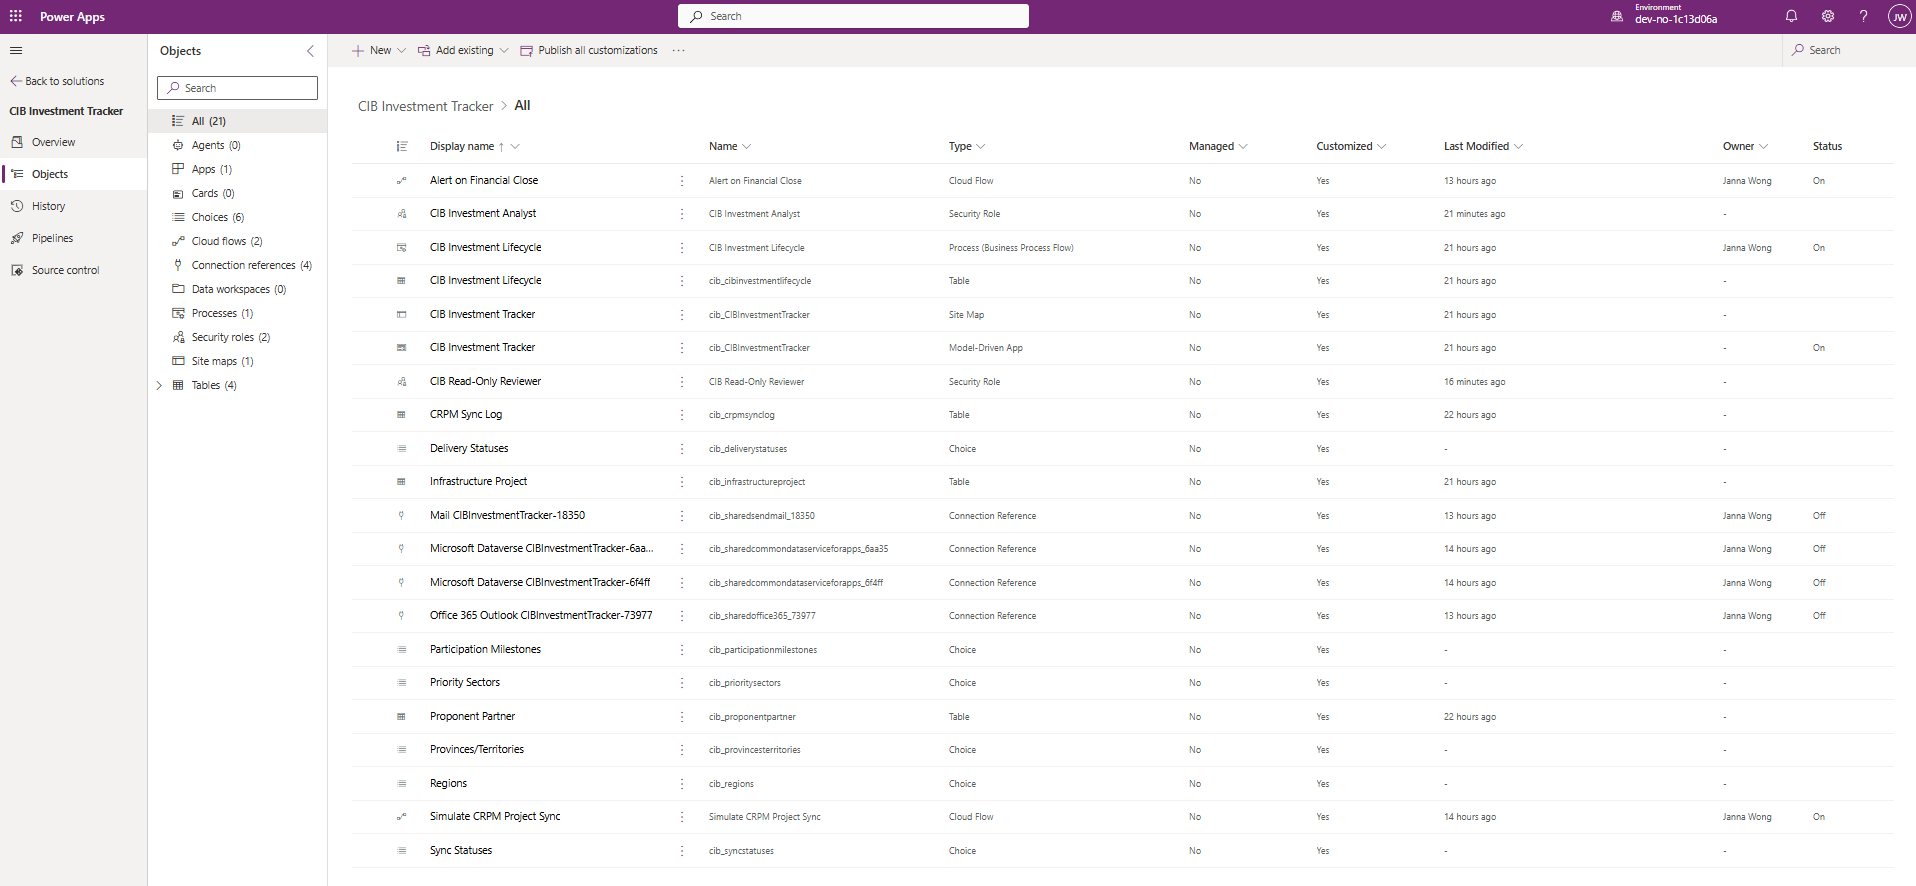 Power Apps
Search
Environment
dev-no-1c13d06a
JW
Back to solutions
CIB Investment Tracker
Overview
Objects
History
Pipelines
Source control
Objects
Search
All (21)
Agents (0)
Apps (1)
Cards (0)
Choices (6)
Cloud flows (2)
Connection references (4)
Data workspaces (0)
Processes (1)
Security roles (2)
Site maps (1)
Tables (4)
New Add existing Publish all customizations ··· Search
CIB Investment Tracker > All
Display name ↑ Name Type Managed Customized Last Modified Owner Status
Alert on Financial Close Alert on Financial Close Cloud Flow No Yes 13 hours ago Janna Wong On
CIB Investment Analyst CIB Investment Analyst Security Role No Yes 21 minutes ago -
CIB Investment Lifecycle CIB Investment Lifecycle Process (Business Process Flow) No Yes 21 hours ago Janna Wong On
CIB Investment Lifecycle cib_cibinvestmentlifecycle Table No Yes 21 hours ago -
CIB Investment Tracker cib_CIBInvestmentTracker Site Map No Yes 21 hours ago -
CIB Investment Tracker cib_CIBInvestmentTracker Model-Driven App No Yes 21 hours ago - On
CIB Read-Only Reviewer CIB Read-Only Reviewer Security Role No Yes 16 minutes ago -
CRPM Sync Log cib_crpmsynclog Table No Yes 22 hours ago -
Delivery Statuses cib_deliverystatuses Choice No Yes - -
Infrastructure Project cib_infrastructureproject Table No Yes 21 hours ago -
Mail CIBInvestmentTracker-18350 cib_sharedsendmail_18350 Connection Reference No Yes 13 hours ago Janna Wong Off
Microsoft Dataverse CIBInvestmentTracker-6aa... cib_sharedcommondataserviceforapps_6aa35 Connection Reference No Yes 14 hours ago Janna Wong Off
Microsoft Dataverse CIBInvestmentTracker-6f4ff cib_sharedcommondataserviceforapps_6f4ff Connection Reference No Yes 14 hours ago Janna Wong Off
Office 365 Outlook CIBInvestmentTracker-73977 cib_sharedoffice365_73977 Connection Reference No Yes 13 hours ago Janna Wong Off
Participation Milestones cib_participationmilestones Choice No Yes - -
Priority Sectors cib_prioritysectors Choice No Yes - -
Proponent Partner cib_proponentpartner Table No Yes 22 hours ago -
Provinces/Territories cib_provincesterritories Choice No Yes - -
Regions cib_regions Choice No Yes - -
Simulate CRPM Project Sync Simulate CRPM Project Sync Cloud Flow No Yes 14 hours ago Janna Wong On
Sync Statuses cib_syncstatuses Choice No Yes - -